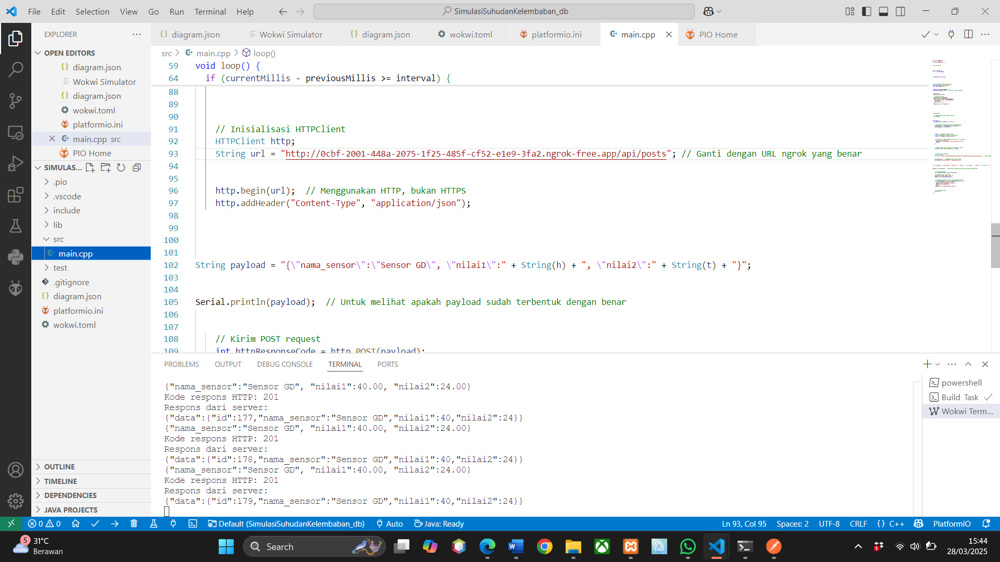 File Edit Selection View Go Run Terminal Help
SimulasiSuhudanKelembaban_db
EXPLORER
diagram.json
Wokwi Simulator
diagram.json
wokwi.toml
platformio.ini
main.cpp
PIO Home
OPEN EDITORS
diagram.json
Wokwi Simulator
diagram.json
wokwi.toml
platformio.ini
main.cpp src
PIO Home
SIMULAS...
.pio
.vscode
include
lib
src
main.cpp
test
.gitignore
diagram.json
platformio.ini
wokwi.toml
OUTLINE
TIMELINE
DEPENDENCIES
JAVA PROJECTS
src > main.cpp > loop()
59 void loop() {
64 if (currentMillis - previousMillis >= interval) {
88
89
90
91 // Inisialisasi HTTPClient
92 HTTPClient http;
93 String url = "http://0cbf-2001-448a-2075-1f25-485f-cf52-e1e9-3fa2.ngrok-free.app/api/posts"; // Ganti dengan URL ngrok yang benar
94
95
96 http.begin(url); // Menggunakan HTTP, bukan HTTPS
97 http.addHeader("Content-Type", "application/json");
98
99
100
101
102 String payload = "{\"nama_sensor\":\"Sensor GD\", \"nilai1\":" + String(h) + ", \"nilai2\":" + String(t) + "}";
103
104
105 Serial.println(payload); // Untuk melihat apakah payload sudah terbentuk dengan benar
106
107
108 // Kirim POST request
109 int httpResponseCode = http.POST(payload);
PROBLEMS OUTPUT DEBUG CONSOLE TERMINAL PORTS
{"nama_sensor":"Sensor GD", "nilai1":40.00, "nilai2":24.00}
Kode respons HTTP: 201
Respons dari server:
{"data":{"id":177,"nama_sensor":"Sensor GD","nilai1":40,"nilai2":24}}
{"nama_sensor":"Sensor GD", "nilai1":40.00, "nilai2":24.00}
Kode respons HTTP: 201
Respons dari server:
{"data":{"id":178,"nama_sensor":"Sensor GD","nilai1":40,"nilai2":24}}
{"nama_sensor":"Sensor GD", "nilai1":40.00, "nilai2":24.00}
Kode respons HTTP: 201
Respons dari server:
{"data":{"id":179,"nama_sensor":"Sensor GD","nilai1":40,"nilai2":24}}
powershell
Build Task
Wokwi Term...
0 0
Default (SimulasiSuhudanKelembaban_db)
Auto
Java: Ready
Ln 93, Col 95
Spaces: 2
UTF-8
CRLF
{} C++
PlatformIO
5
31°C
Berawan
Search
15:44
28/03/2025